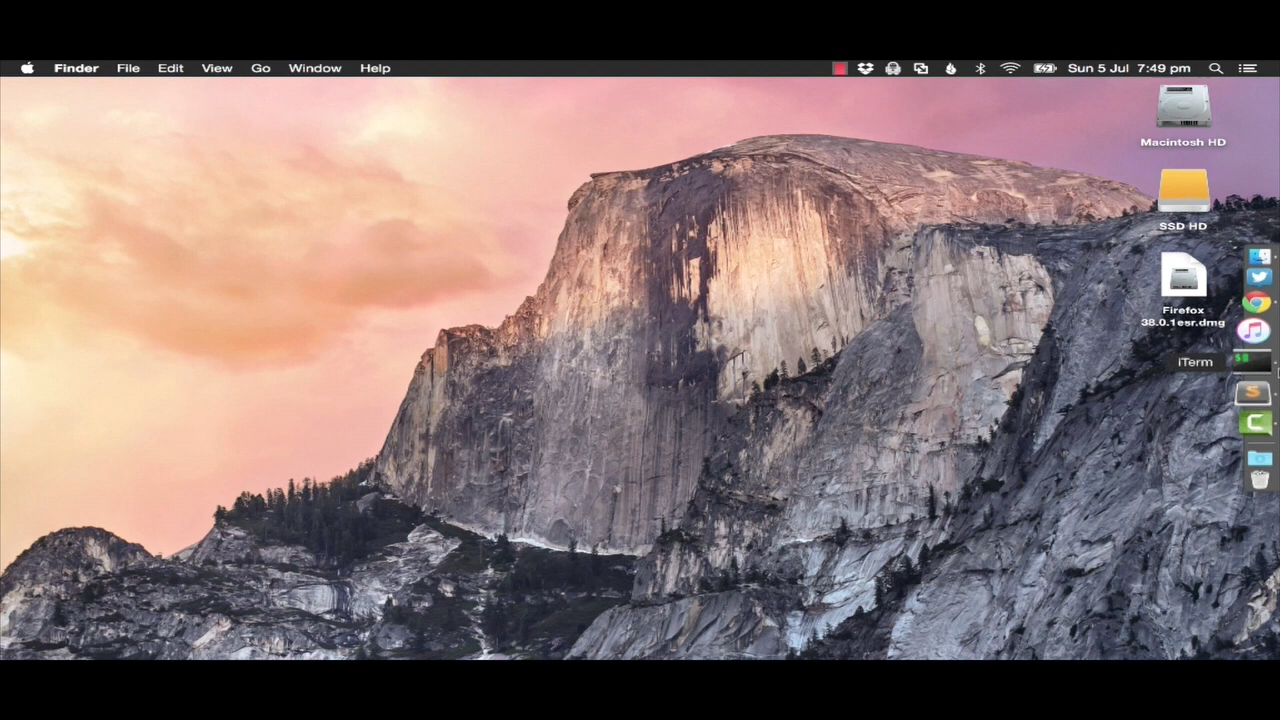 Finder File Edit View Go Window Help Sun 5 Jul 7:49 pm
Macintosh HD
SSD HD
Firefox
38.0.1esr.dmg
iTerm